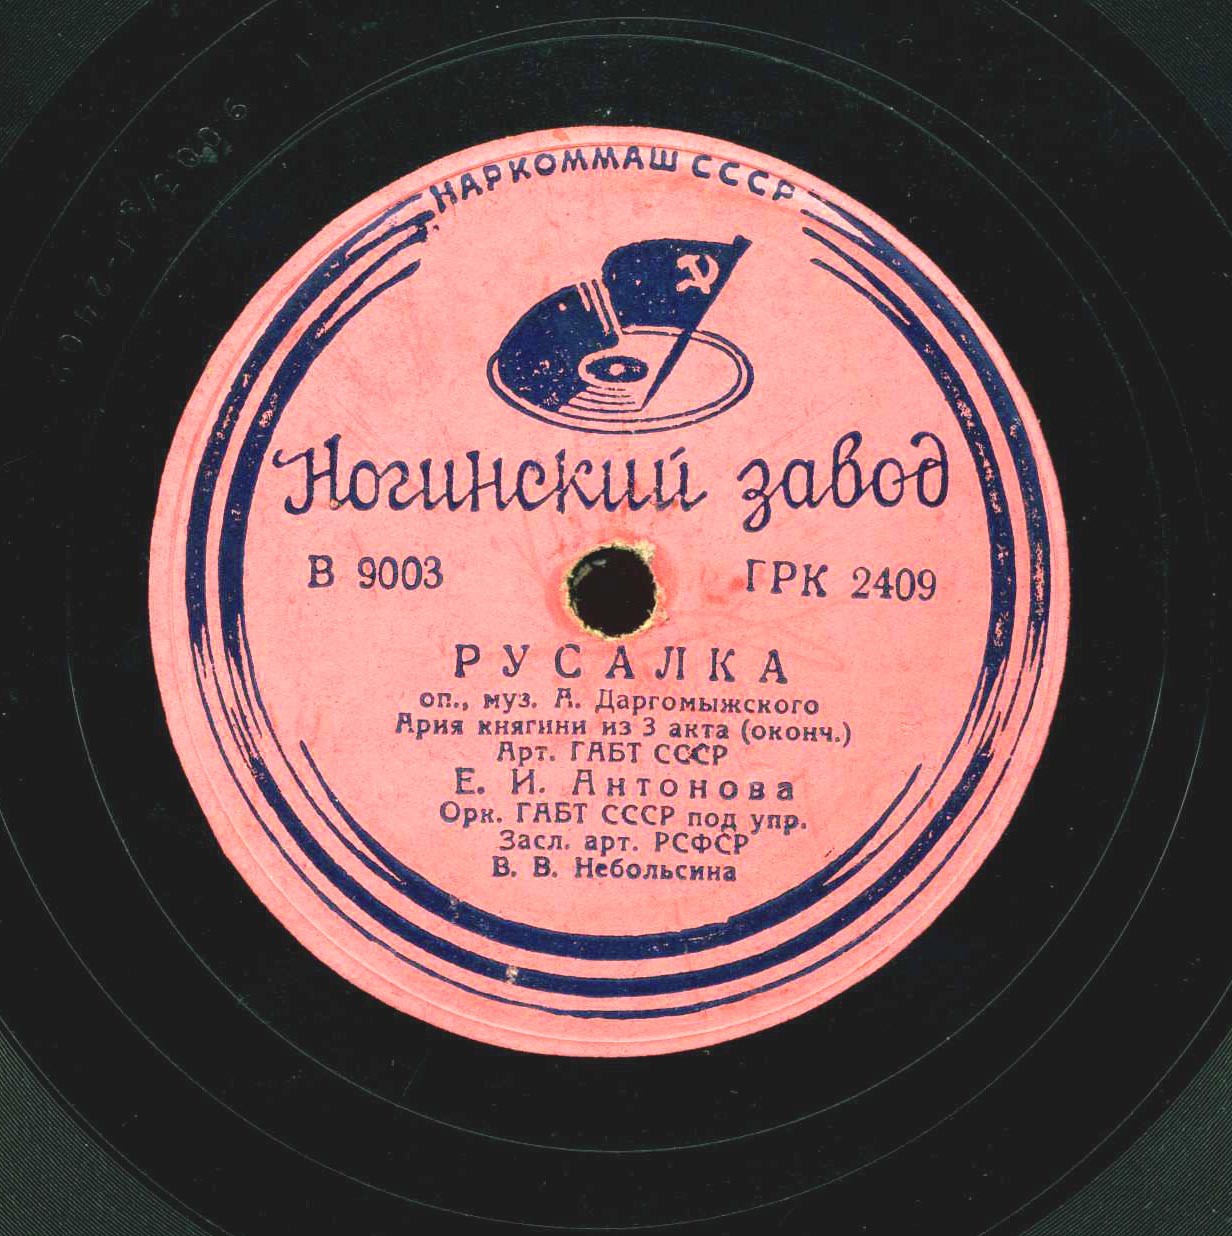 НАРКОММАШ СССР
Ногинский завод
В 9003 ГРК 2409
РУСАЛКА
оп., муз. А. Даргомыжского
Ария княгини из 3 акта (оконч.)
Арт. ГАБТ СССР
Е. И. Антонова
Орк. ГАБТ СССР под упр.
Засл. арт. РСФСР
В. В. Небольсина